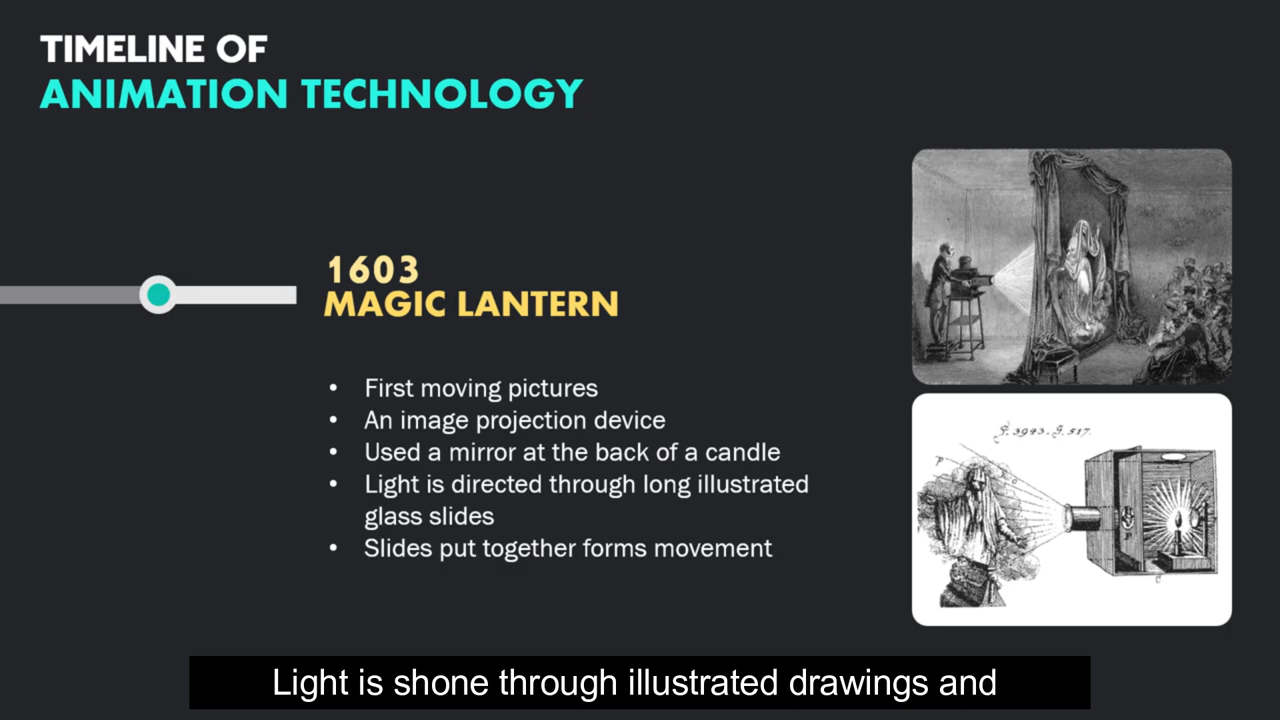 TIMELINE OF
ANIMATION TECHNOLOGY
1603
MAGIC LANTERN
• First moving pictures
• An image projection device
• Used a mirror at the back of a candle
• Light is directed through long illustrated
glass slides
• Slides put together forms movement
P. 3943. G. 517.
P
Light is shone through illustrated drawings and